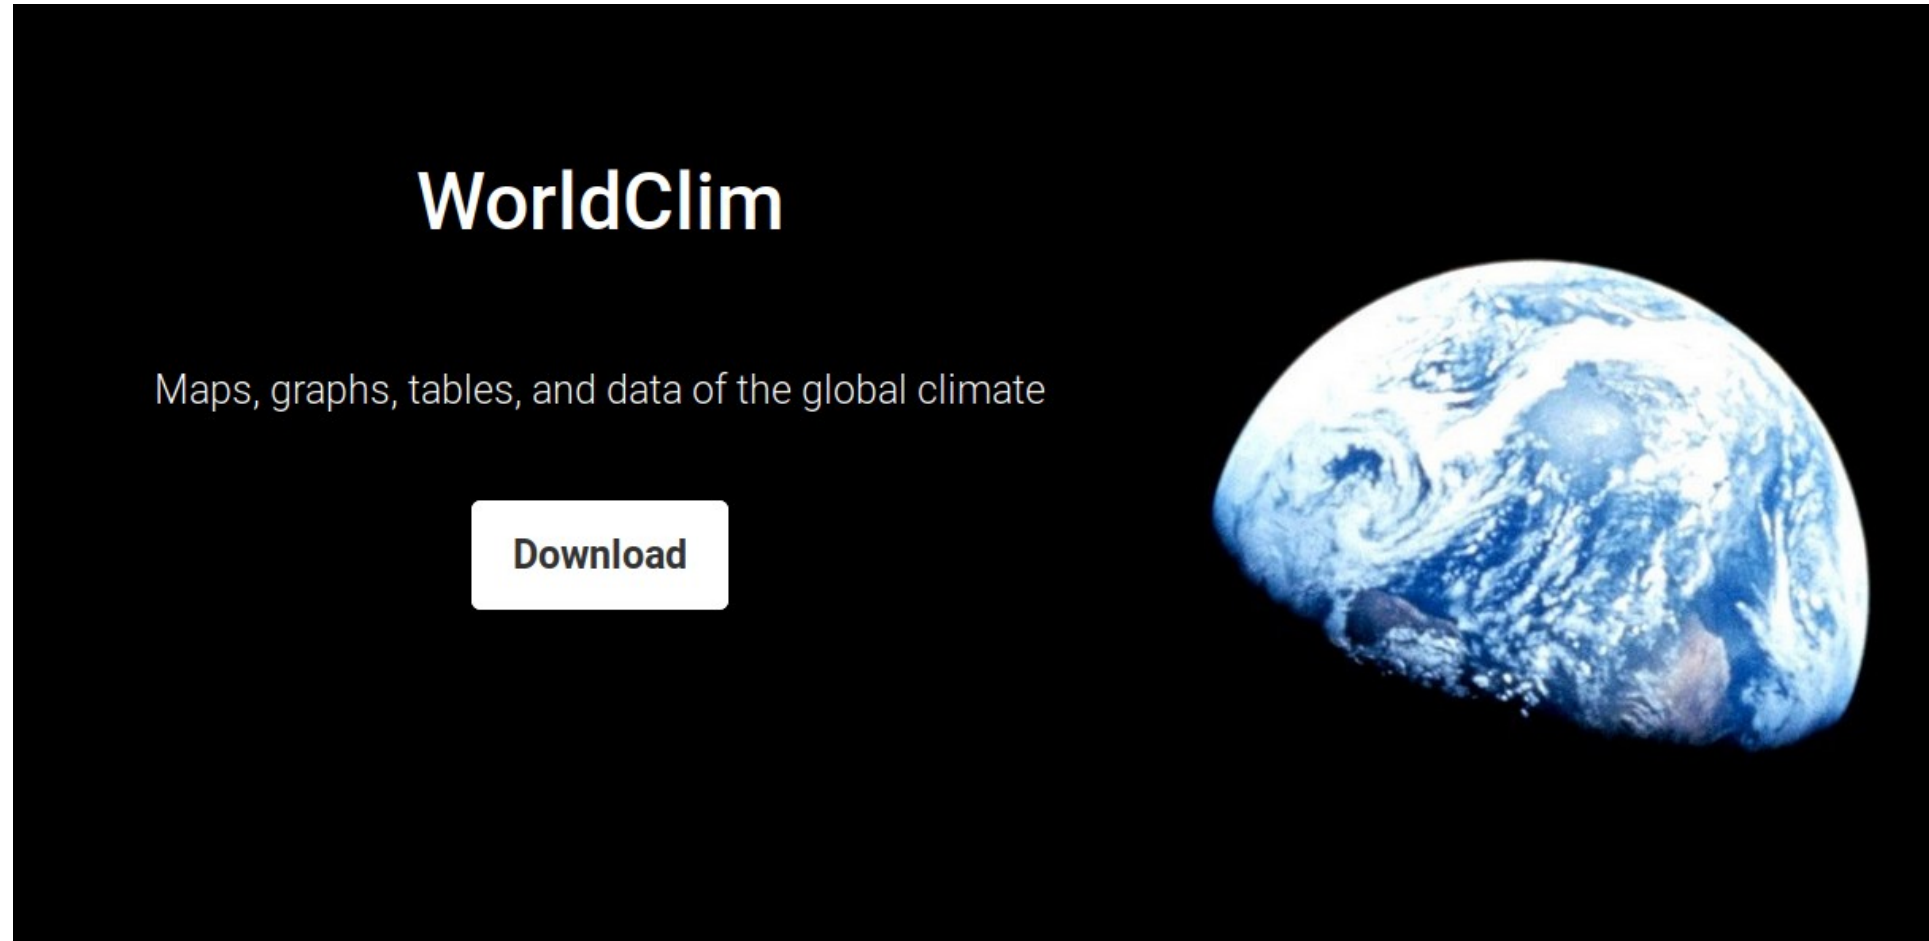 WorldClim
Maps, graphs, tables, and data of the global climate
Download